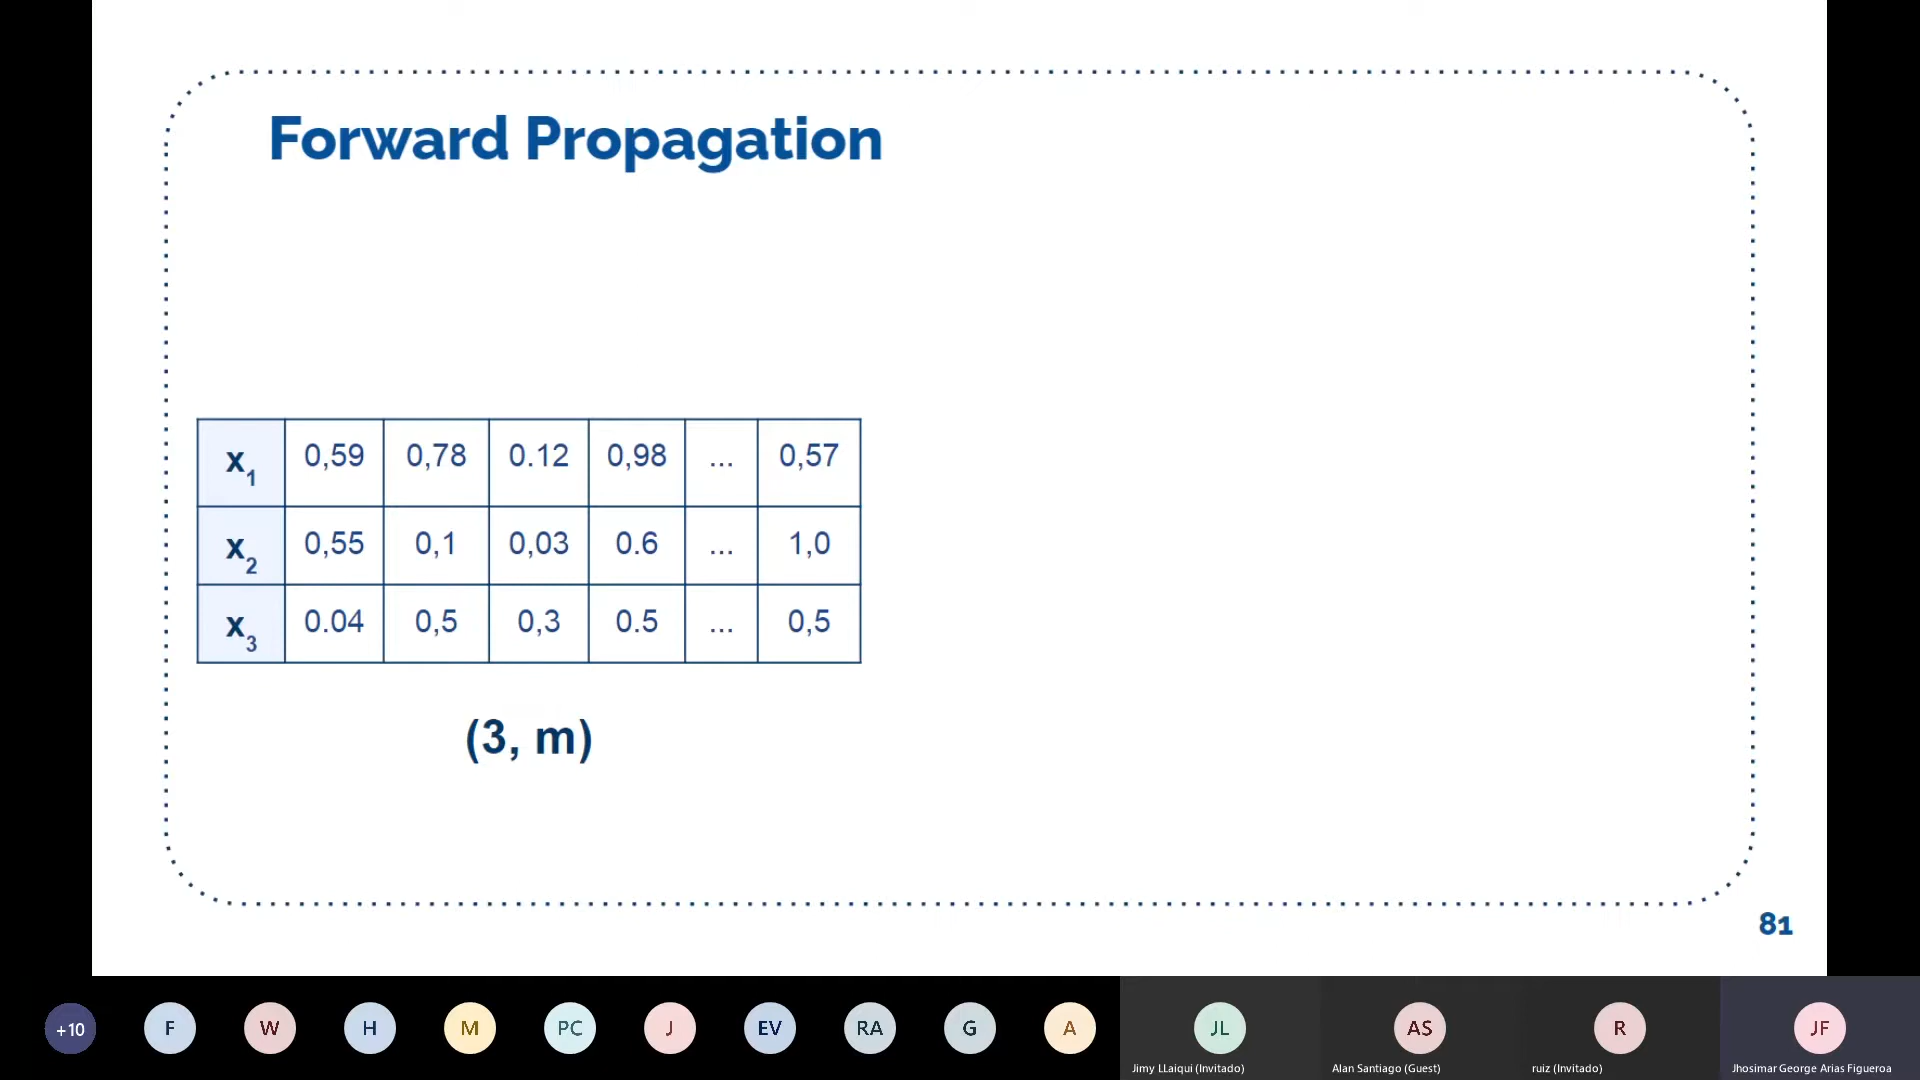 Forward Propagation
x1 0,59 0,78 0.12 0,98 ... 0,57
x2 0,55 0,1 0,03 0.6 ... 1,0
x3 0.04 0,5 0,3 0.5 ... 0,5
(3, m)
81
+10 F W H M PC J EV RA G A JL AS R JF
Jimy LLaiqui (Invitado) Alan Santiago (Guest) ruiz (Invitado) Jhosimar George Arias Figueroa